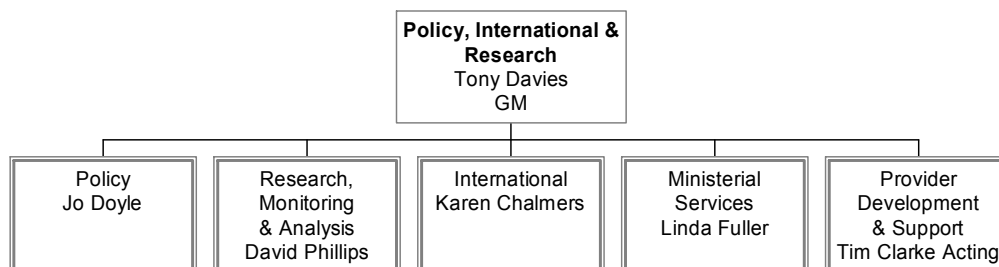 Policy, International &
Research
Tony Davies
GM
Policy
Jo Doyle
Research,
Monitoring
& Analysis
David Phillips
International
Karen Chalmers
Ministerial
Services
Linda Fuller
Provider
Development
& Support
Tim Clarke Acting